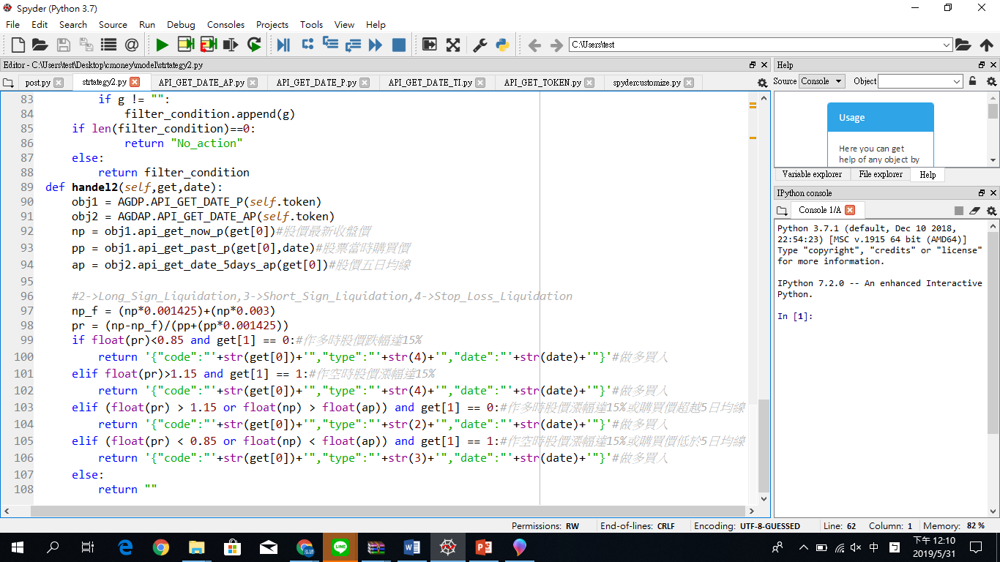 Spyder (Python 3.7)
File Edit Search Source Run Debug Consoles Projects Tools View Help
C:\Users\test
Editor - C:\Users\test\Desktop\cmoney\model\strtategy2.py
post.py strtategy2.py API_GET_DATE_AP.py API_GET_DATE_P.py API_GET_DATE_TI.py API_GET_TOKEN.py spydercustomize.py
83 if g != "":
84 filter_condition.append(g)
85 if len(filter_condition)==0:
86 return "No_action"
87 else:
88 return filter_condition
89 def handel2(self,get,date):
90 obj1 = AGDP.API_GET_DATE_P(self.token)
91 obj2 = AGDAP.API_GET_DATE_AP(self.token)
92 np = obj1.api_get_now_p(get[0])#股價最新收盤價
93 pp = obj1.api_get_past_p(get[0],date)#股票當時購買價
94 ap = obj2.api_get_date_5days_ap(get[0])#股價五日均線
95
96 #2->Long_Sign_Liquidation,3->Short_Sign_Liquidation,4->Stop_Loss_Liquidation
97 np_f = (np*0.001425)+(np*0.003)
98 pr = (np-np_f)/(pp+(pp*0.001425))
99 if float(pr)<0.85 and get[1] == 0:#作多時股價跌幅達15%
100 return '{"code":"'+str(get[0])+'","type":"'+str(4)+'","date":"'+str(date)+'"}'#做多買入
101 elif float(pr)>1.15 and get[1] == 1:#作空時股價漲幅達15%
102 return '{"code":"'+str(get[0])+'","type":"'+str(4)+'","date":"'+str(date)+'"}'#做多買入
103 elif (float(pr) > 1.15 or float(np) > float(ap)) and get[1] == 0:#作多時股價漲幅達15%或購買價超越5日均線
104 return '{"code":"'+str(get[0])+'","type":"'+str(2)+'","date":"'+str(date)+'"}'#做多買入
105 elif (float(pr) < 0.85 or float(np) < float(ap)) and get[1] == 1:#作空時股價漲幅達15%或購買價低於5日均線
106 return '{"code":"'+str(get[0])+'","type":"'+str(3)+'","date":"'+str(date)+'"}'#做多買入
107 else:
108 return ""
Help
Source Console Object
Usage
Here you can get
help of any object by
Variable explorer File explorer Help
IPython console
Console 1/A
Python 3.7.1 (default, Dec 10 2018,
22:54:23) [MSC v.1915 64 bit (AMD64)]
Type "copyright", "credits" or "license"
for more information.
IPython 7.2.0 -- An enhanced Interactive
Python.
In [1]:
Permissions: RW End-of-lines: CRLF Encoding: UTF-8-GUESSED Line: 62 Column: 1 Memory: 82 %
LINE
中
下午 12:10
2019/5/31